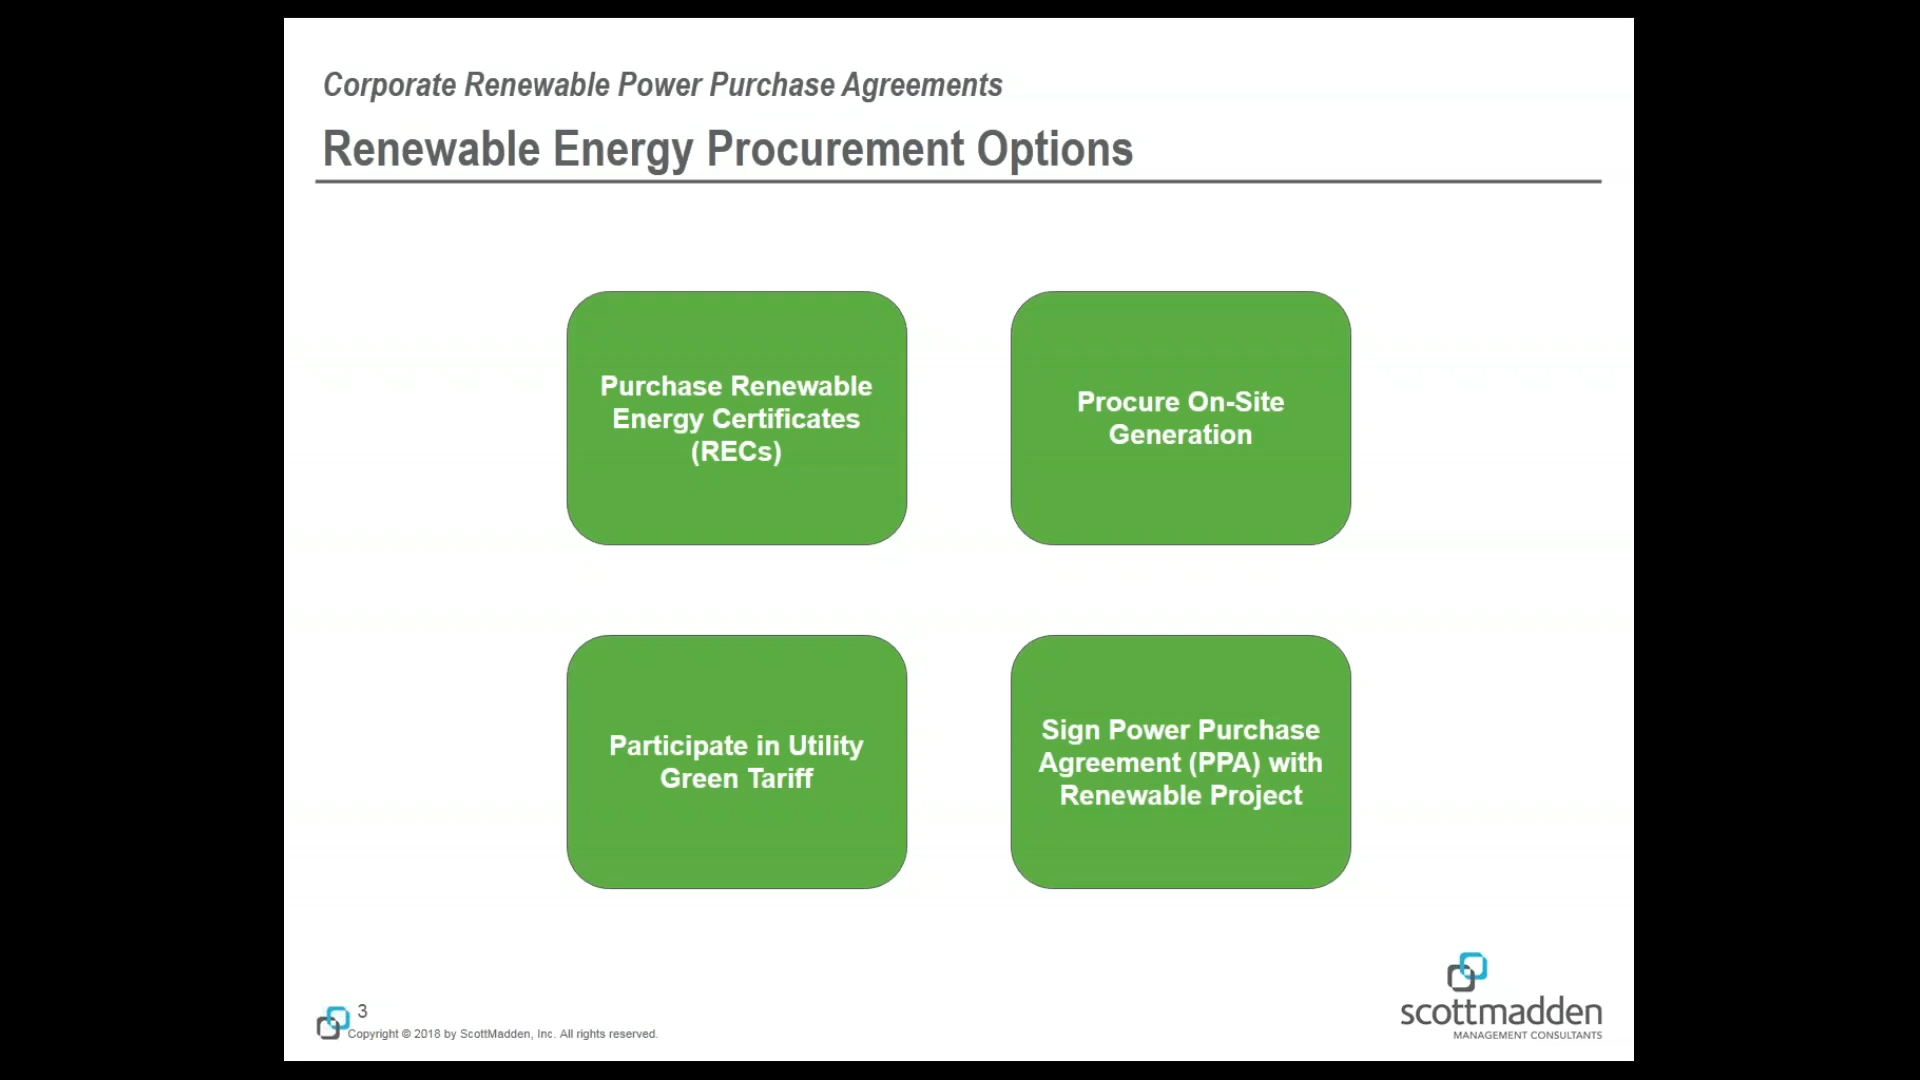 Corporate Renewable Power Purchase Agreements
Renewable Energy Procurement Options
Purchase Renewable
Energy Certificates
(RECs)
Procure On-Site
Generation
Participate in Utility
Green Tariff
Sign Power Purchase
Agreement (PPA) with
Renewable Project
3
Copyright © 2018 by ScottMadden, Inc. All rights reserved.
scottmadden
MANAGEMENT CONSULTANTS